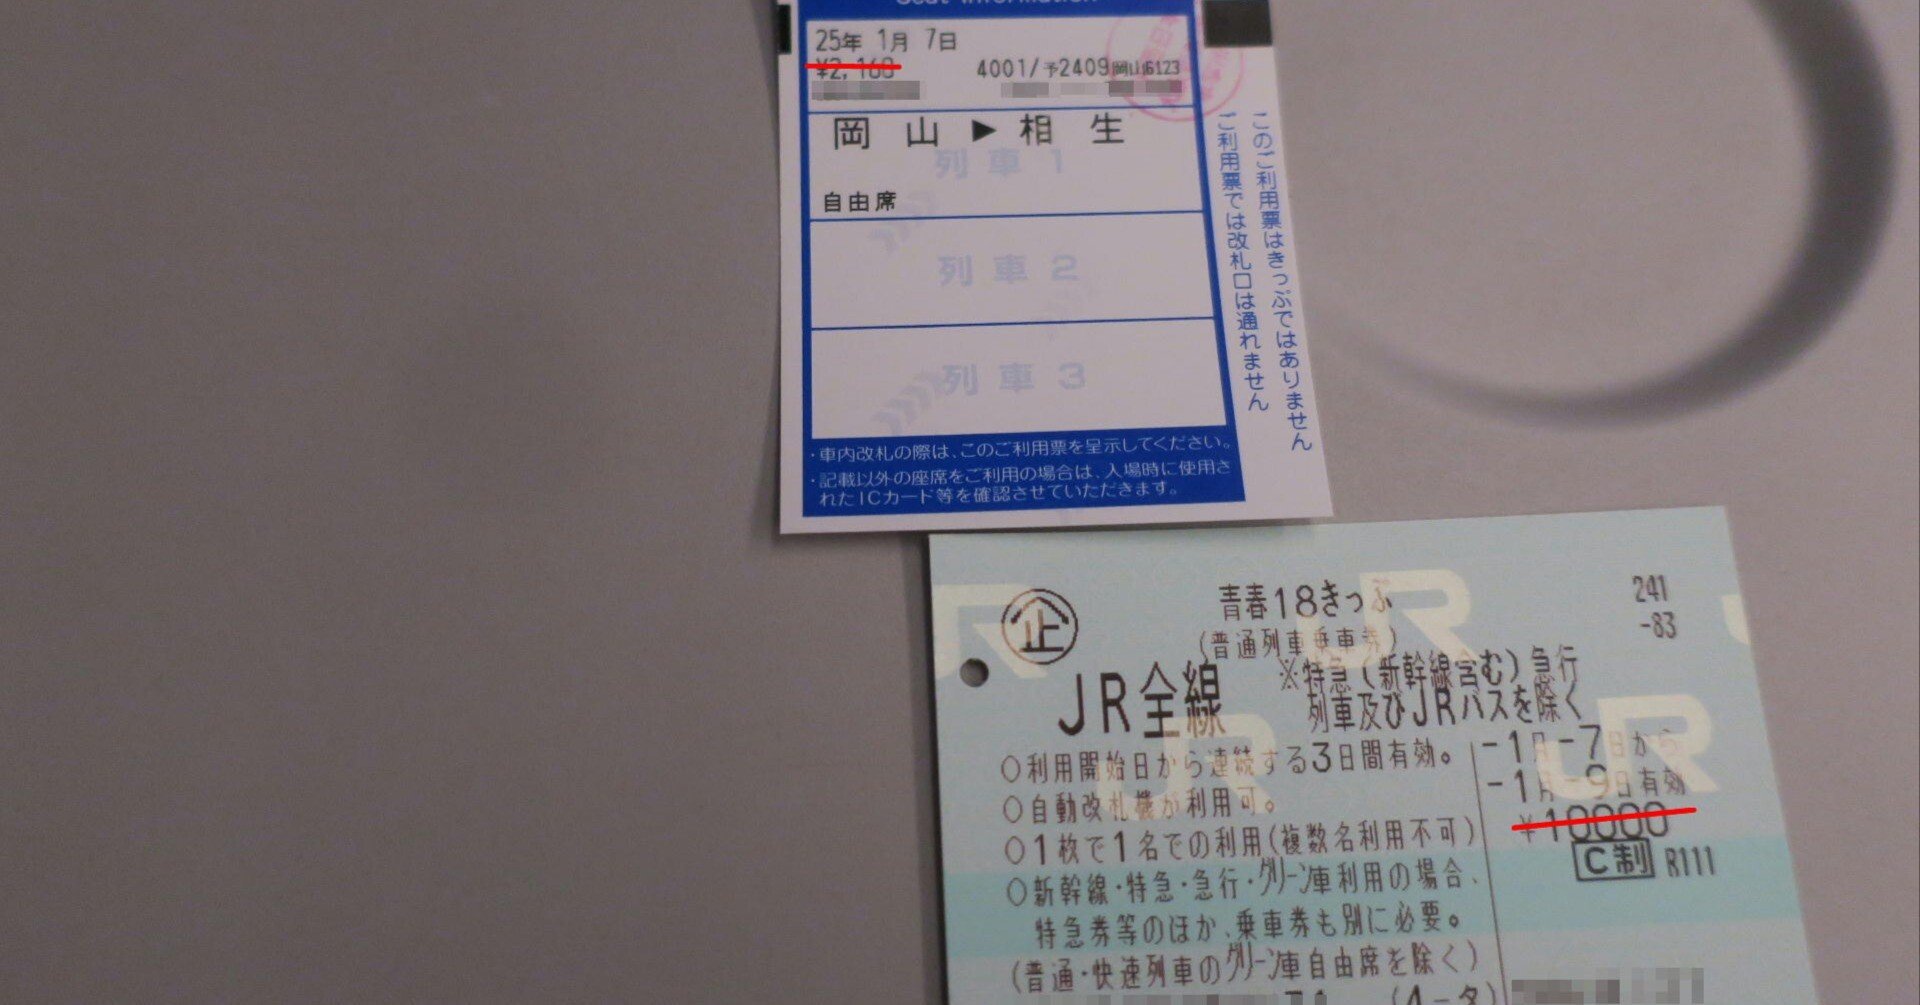 Seat Information
25年 1月 7日
¥2,160
4001/予2409岡山6123
岡 山 ▶ 相 生
列車1
自由席
列車2
列車3
・車内改札の際は、このご利用票を呈示してください。
・記載以外の座席をご利用の場合は、入場時に使用さ
れたICカード等を確認させていただきます。
このご利用票はきっぷではありません
ご利用票では改札口は通れません
企
青春18きっぷ
241
-83
(普通列車乗車券)
JR全線
※特急(新幹線含む)急行
列車及びJRバスを除く
○利用開始日から連続する3日間有効。
○自動改札機が利用可。
○1枚で1名での利用(複数名利用不可)
○新幹線・特急・急行・グリーン車利用の場合、
特急券等のほか、乗車券も別に必要。
(普通・快速列車のグリーン車自由席を除く)
-1月-7日から
-1月-9日有効
¥10000
C制 R111
(4-タ)